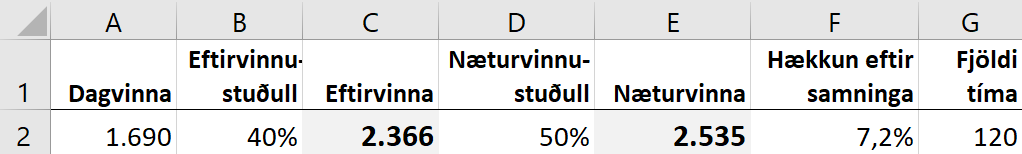 A B C D E F G
1 Dagvinna Eftirvinnu-stuðull Eftirvinna Næturvinnu-stuðull Næturvinna Hækkun eftir samninga Fjöldi tíma
2 1.690 40% 2.366 50% 2.535 7,2% 120